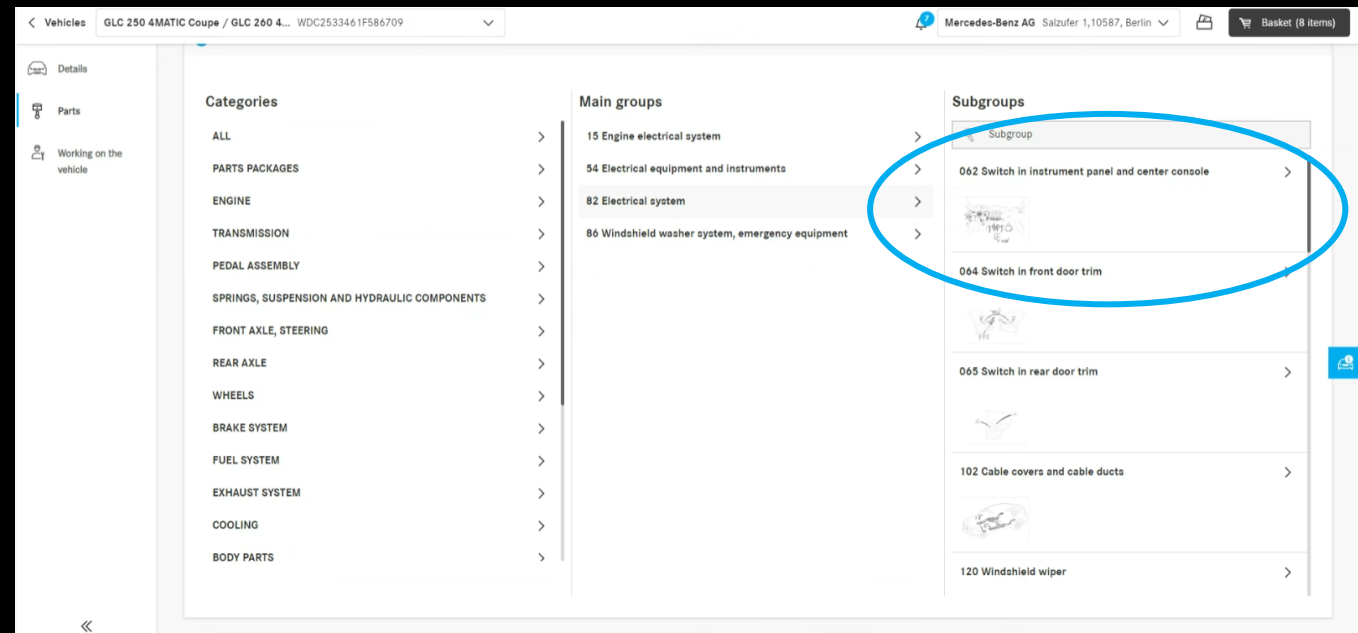 Vehicles GLC 250 4MATIC Coupe / GLC 260 4... WDC2533461F586709 7 Mercedes-Benz AG Salzufer 1,10587, Berlin Basket (8 items)
Details
Parts
Working on the
vehicle
Categories
ALL
PARTS PACKAGES
ENGINE
TRANSMISSION
PEDAL ASSEMBLY
SPRINGS, SUSPENSION AND HYDRAULIC COMPONENTS
FRONT AXLE, STEERING
REAR AXLE
WHEELS
BRAKE SYSTEM
FUEL SYSTEM
EXHAUST SYSTEM
COOLING
BODY PARTS
Main groups
15 Engine electrical system
54 Electrical equipment and instruments
82 Electrical system
86 Windshield washer system, emergency equipment
Subgroups
Subgroup
062 Switch in instrument panel and center console
064 Switch in front door trim
065 Switch in rear door trim
102 Cable covers and cable ducts
120 Windshield wiper